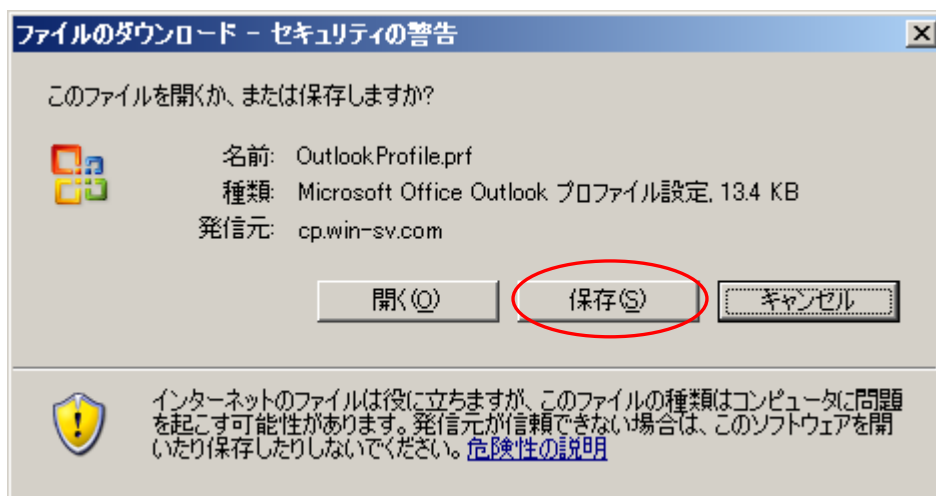 ファイルのダウンロード - セキュリティの警告
このファイルを開くか、または保存しますか?
名前: OutlookProfile.prf
種類: Microsoft Office Outlook プロファイル設定, 13.4 KB
発信元: cp.win-sv.com
開く(O) 保存(S) キャンセル
インターネットのファイルは役に立ちますが、このファイルの種類はコンピュータに問題
を起こす可能性があります。発信元が信頼できない場合は、このソフトウェアを開
いたり保存したりしないでください。危険性の説明